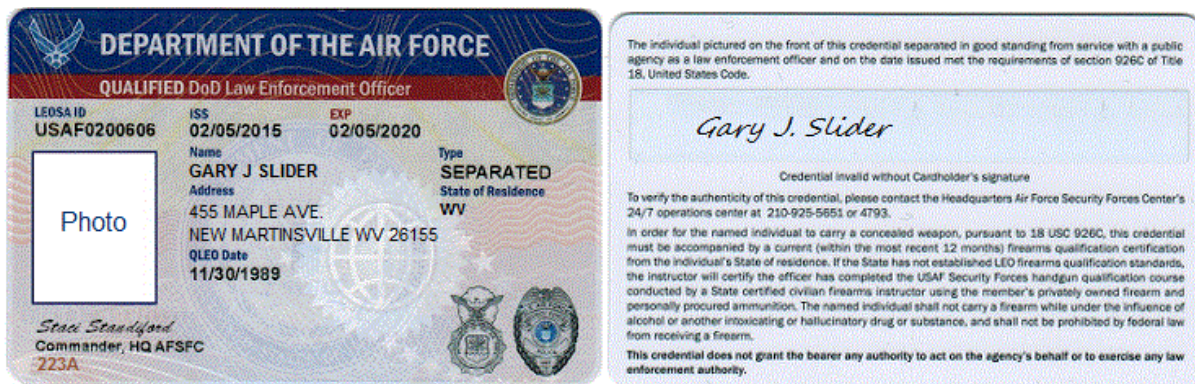 DEPARTMENT OF THE AIR FORCE
QUALIFIED DoD Law Enforcement Officer
LEOSA ID
USAF0200606
ISS
02/05/2015
EXP
02/05/2020
Name
GARY J SLIDER
Type
SEPARATED
Address
455 MAPLE AVE.
NEW MARTINSVILLE WV 26155
State of Residence
WV
QLEO Date
11/30/1989
Photo
Staci Standiford
Commander, HQ AFSFC
223A
The individual pictured on the front of this credential separated in good standing from service with a public
agency as a law enforcement officer and on the date issued met the requirements of section 926C of Title
18, United States Code.
Gary J. Slider
Credential invalid without Cardholder's signature
To verify the authenticity of this credential, please contact the Headquarters Air Force Security Forces Center's
24/7 operations center at 210-925-5651 or 4793.
In order for the named individual to carry a concealed weapon, pursuant to 18 USC 926C, this credential
must be accompanied by a current (within the most recent 12 months) firearms qualification certification
from the individual's State of residence. If the State has not established LEO firearms qualification standards,
the instructor will certify the officer has completed the USAF Security Forces handgun qualification course
conducted by a State certified civilian firearms instructor using the member's privately owned firearm and
personally procured ammunition. The named individual shall not carry a firearm while under the influence of
alcohol or another intoxicating or hallucinatory drug or substance, and shall not be prohibited by federal law
from receiving a firearm.
This credential does not grant the bearer any authority to act on the agency's behalf or to exercise any law
enforcement authority.